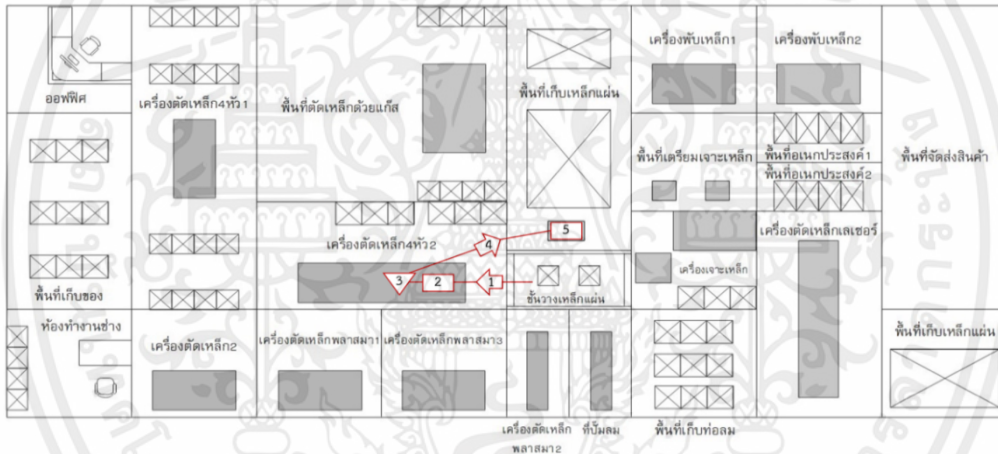 เครื่องพับเหล็ก1
เครื่องพับเหล็ก2
ออฟฟิศ
เครื่องตัดเหล็ก4หัว1
พื้นที่ตัดเหล็กด้วยแก๊ส
พื้นที่เก็บเหล็กแผ่น
พื้นที่เตรียมเจาะเหล็ก
พื้นที่อเนกประสงค์1
พื้นที่อเนกประสงค์2
พื้นที่จัดส่งสินค้า
เครื่องตัดเหล็กเลเซอร์
เครื่องตัดเหล็ก4หัว2
5
4
3
2
1
เครื่องเจาะเหล็ก
พื้นที่เก็บของ
ชั้นวางเหล็กแผ่น
ห้องทำงานช่าง
เครื่องตัดเหล็ก2
เครื่องตัดเหล็กพลาสมา1
เครื่องตัดเหล็กพลาสมา3
พื้นที่เก็บเหล็กแผ่น
เครื่องตัดเหล็ก
พลาสมา2
ที่ปั๊มลม
พื้นที่เก็บท่อลม